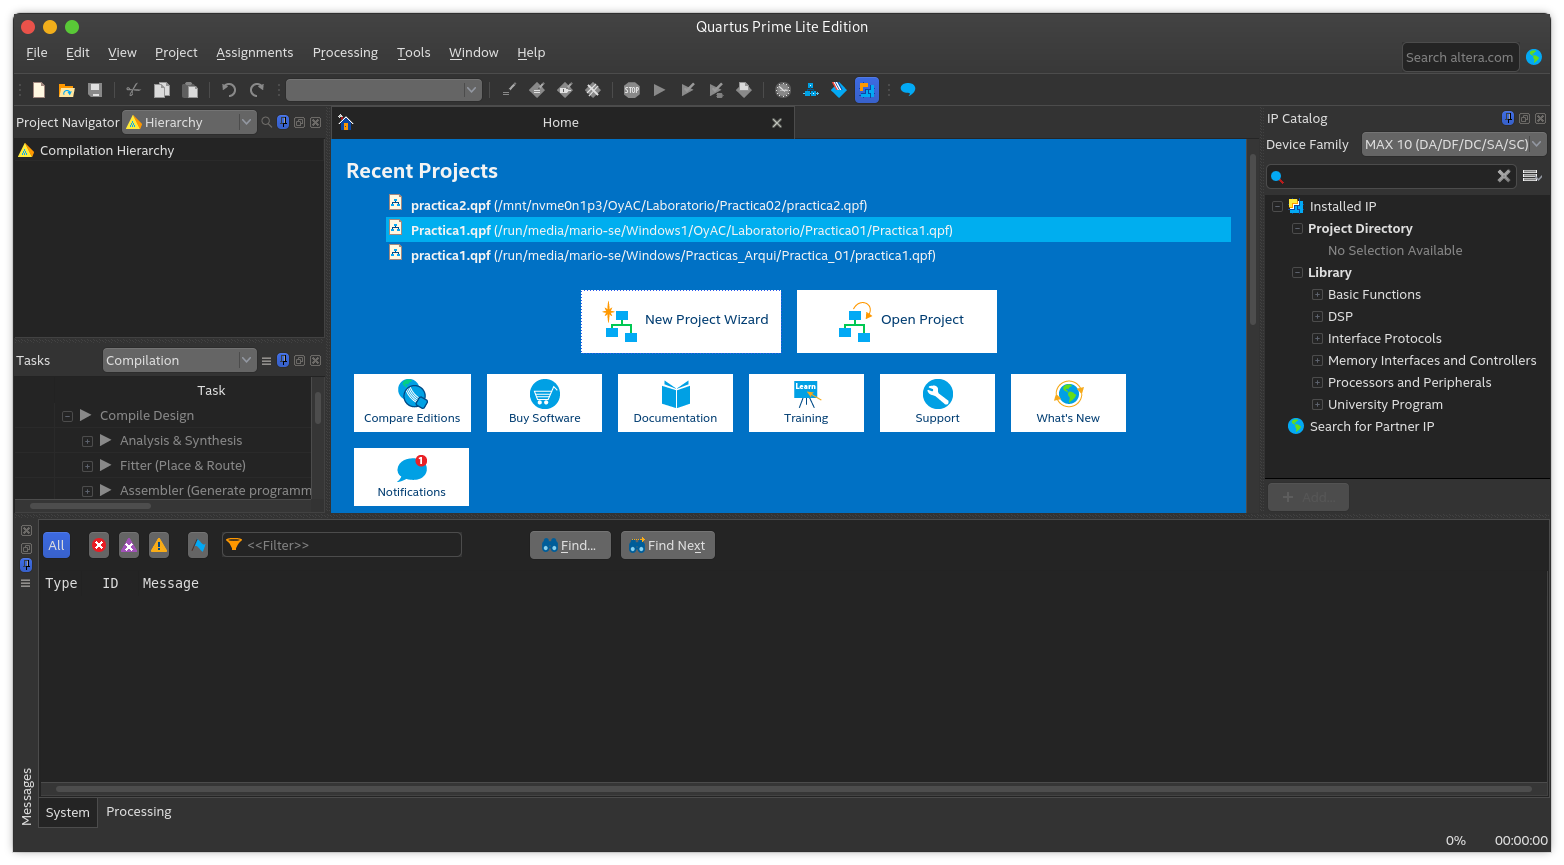 Quartus Prime Lite Edition
File Edit View Project Assignments Processing Tools Window Help
Search altera.com
STOP
Project Navigator Hierarchy
Compilation Hierarchy
Tasks Compilation
Task
Compile Design
Analysis & Synthesis
Fitter (Place & Route)
Assembler (Generate programm
Home
Recent Projects
practica2.qpf (/mnt/nvme0n1p3/OyAC/Laboratorio/Practica02/practica2.qpf)
Practica1.qpf (/run/media/mario-se/Windows1/OyAC/Laboratorio/Practica01/Practica1.qpf)
practica1.qpf (/run/media/mario-se/Windows/Practicas_Arqui/Practica_01/practica1.qpf)
New Project Wizard
Open Project
Compare Editions
Buy Software
Documentation
Learn
Training
Support
What's New
1
Notifications
IP Catalog
Device Family MAX 10 (DA/DF/DC/SA/SC)
Installed IP
Project Directory
No Selection Available
Library
Basic Functions
DSP
Interface Protocols
Memory Interfaces and Controllers
Processors and Peripherals
University Program
Search for Partner IP
+ Add...
All
<<Filter>>
Find...
Find Next
Type ID Message
Messages
System Processing
0% 00:00:00